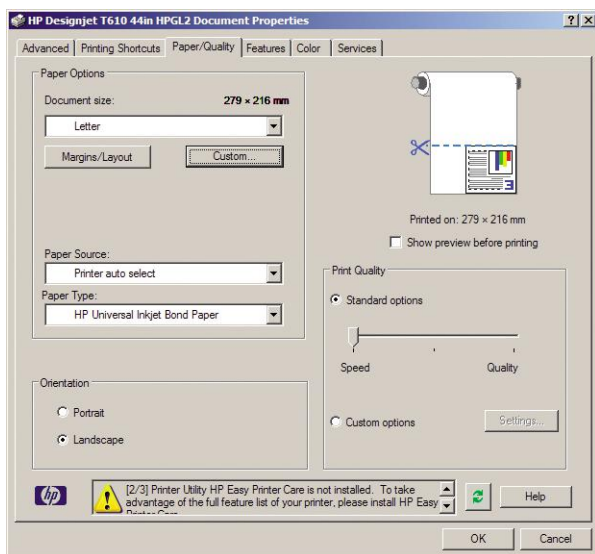 HP Designjet T610 44in HPGL2 Document Properties
Advanced Printing Shortcuts Paper/Quality Features Color Services
Paper Options
Document size: 279 × 216 mm
Letter
Margins/Layout Custom...
Paper Source:
Printer auto select
Paper Type:
HP Universal Inkjet Bond Paper
Orientation
Portrait
Landscape
3
Printed on: 279 × 216 mm
Show preview before printing
Print Quality
Standard options
Speed Quality
Custom options Settings...
hp
[2/3] Printer Utility HP Easy Printer Care is not installed. To take
advantage of the full feature list of your printer, please install HP Easy
Printer Care
Help
OK Cancel